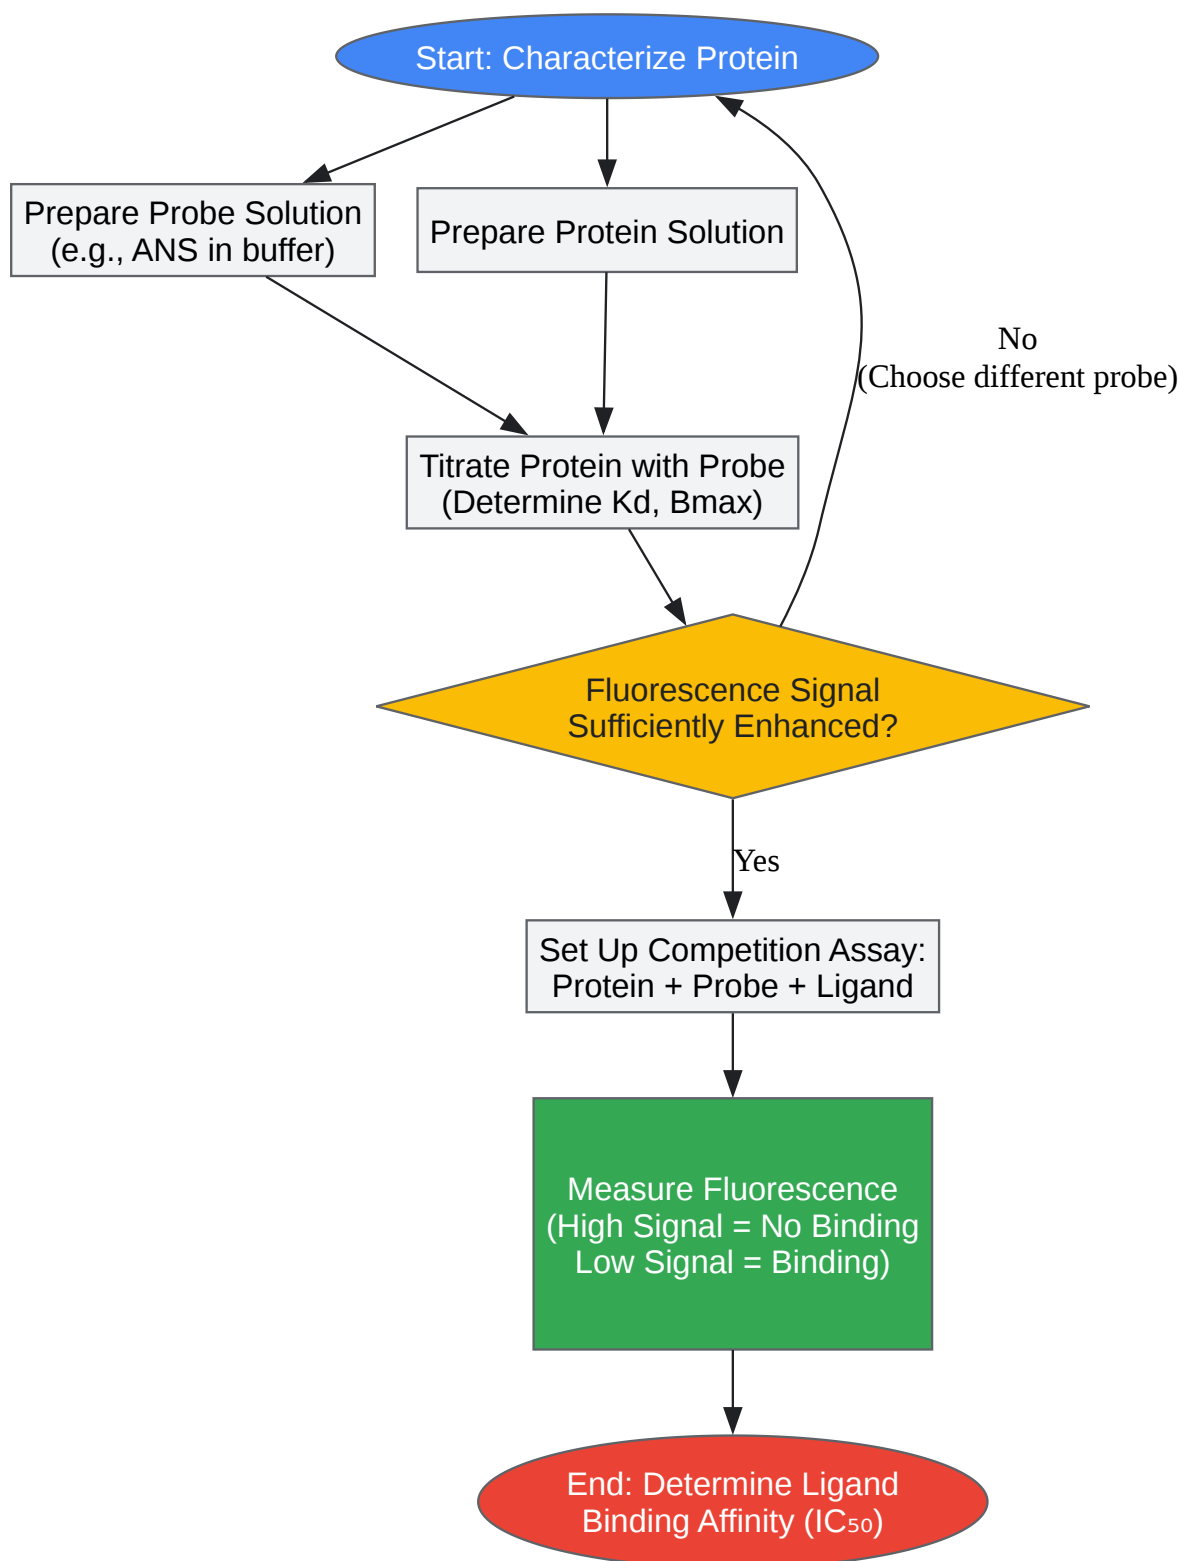 Start: Characterize Protein
Prepare Probe Solution
(e.g., ANS in buffer)
Prepare Protein Solution
No
(Choose different probe)
Titrate Protein with Probe
(Determine Kd, Bmax)
Fluorescence Signal
Sufficiently Enhanced?
Yes
Set Up Competition Assay:
Protein + Probe + Ligand
Measure Fluorescence
(High Signal = No Binding
Low Signal = Binding)
End: Determine Ligand
Binding Affinity (IC₅₀)